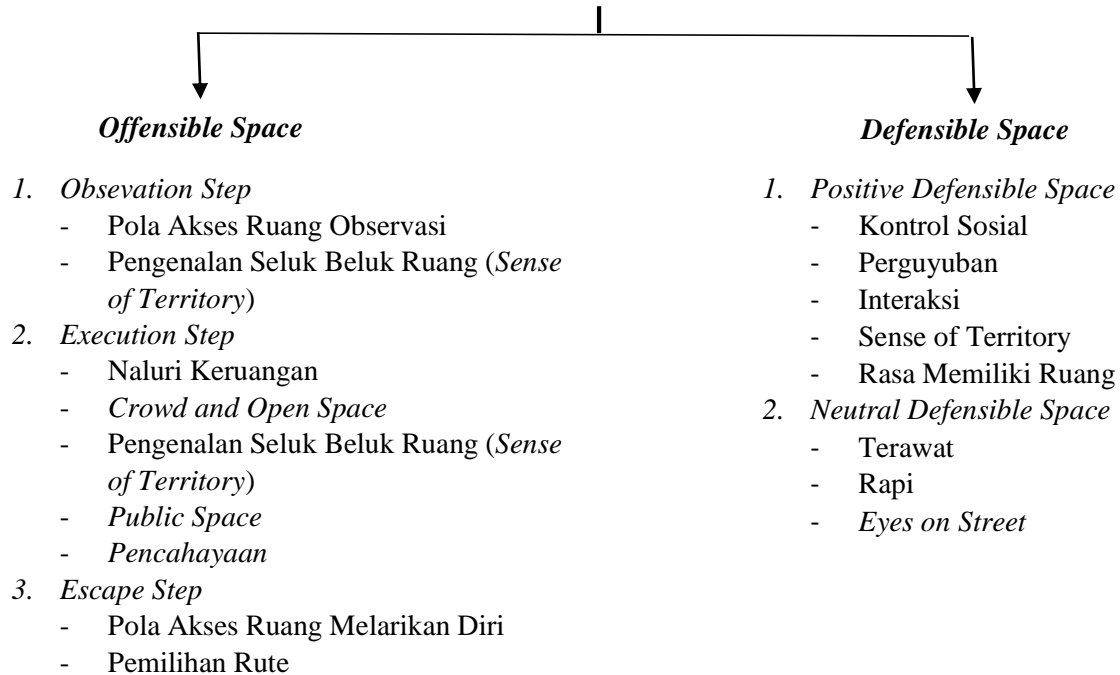 Offensible Space
1. Obsevation Step
- Pola Akses Ruang Observasi
- Pengenalan Seluk Beluk Ruang (Sense
of Territory)
2. Execution Step
- Naluri Keruangan
- Crowd and Open Space
- Pengenalan Seluk Beluk Ruang (Sense
of Territory)
- Public Space
- Pencahayaan
3. Escape Step
- Pola Akses Ruang Melarikan Diri
- Pemilihan Rute
Defensible Space
1. Positive Defensible Space
- Kontrol Sosial
- Perguyuban
- Interaksi
- Sense of Territory
- Rasa Memiliki Ruang
2. Neutral Defensible Space
- Terawat
- Rapi
- Eyes on Street